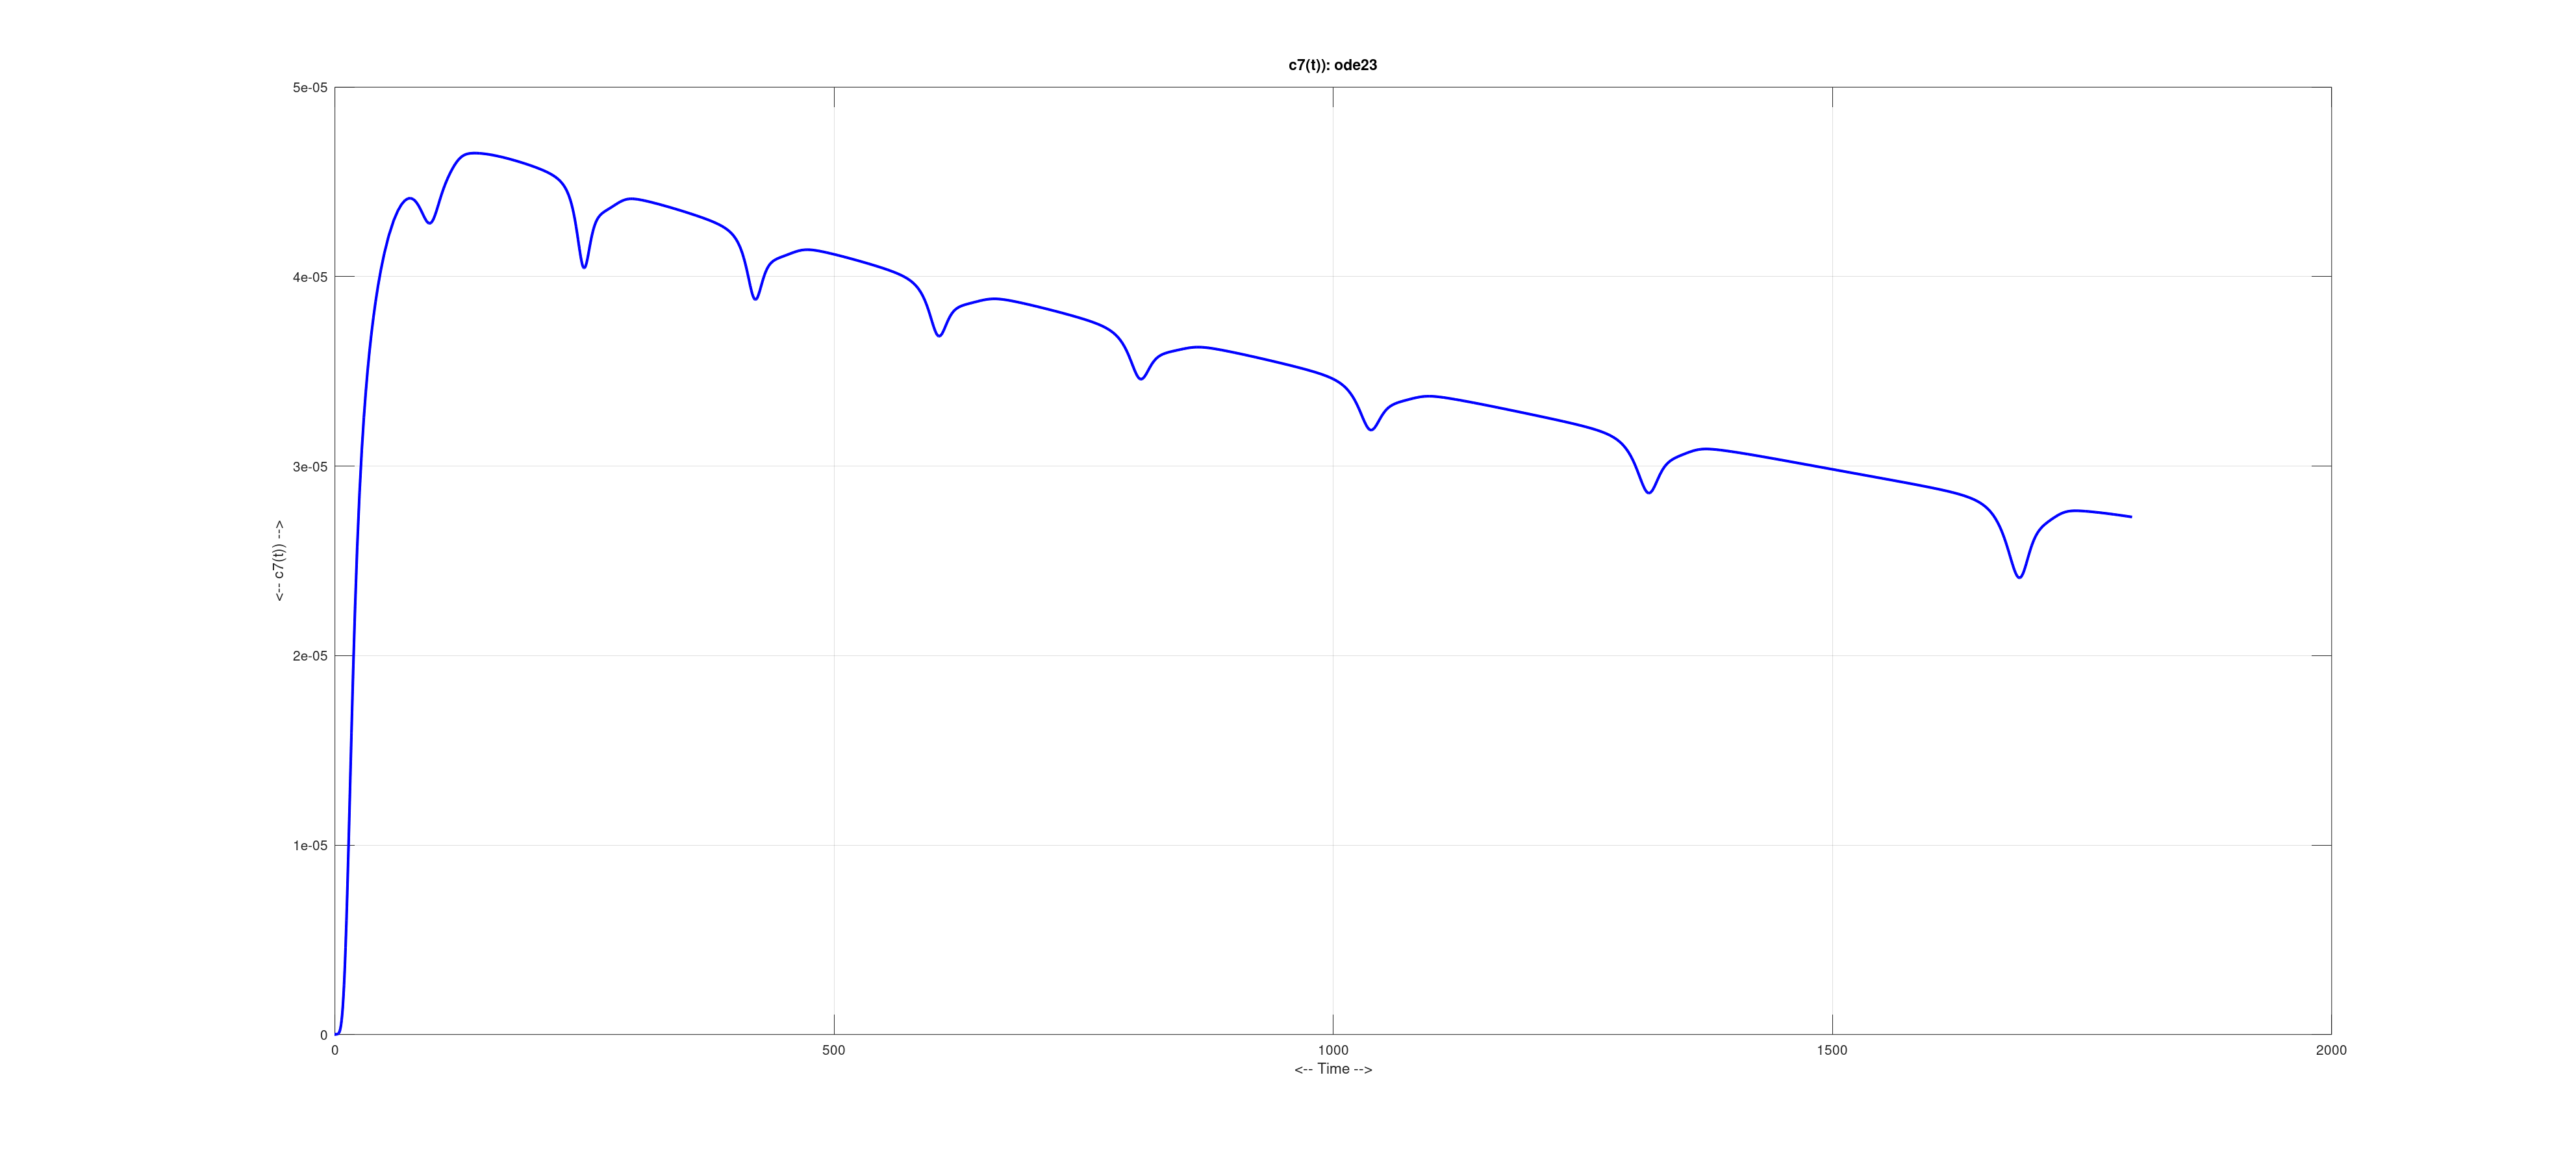 c7(t)): ode23
5e-05
4e-05
3e-05
2e-05
1e-05
0
<-- c7(t)) -->
0 500 1000 1500 2000
<-- Time -->